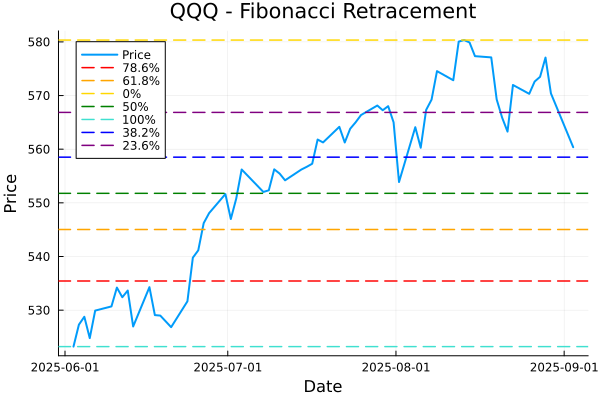 QQQ - Fibonacci Retracement
Price
580
570
560
550
540
530
Price
78.6%
61.8%
0%
50%
100%
38.2%
23.6%
2025-06-01 2025-07-01 2025-08-01 2025-09-01
Date